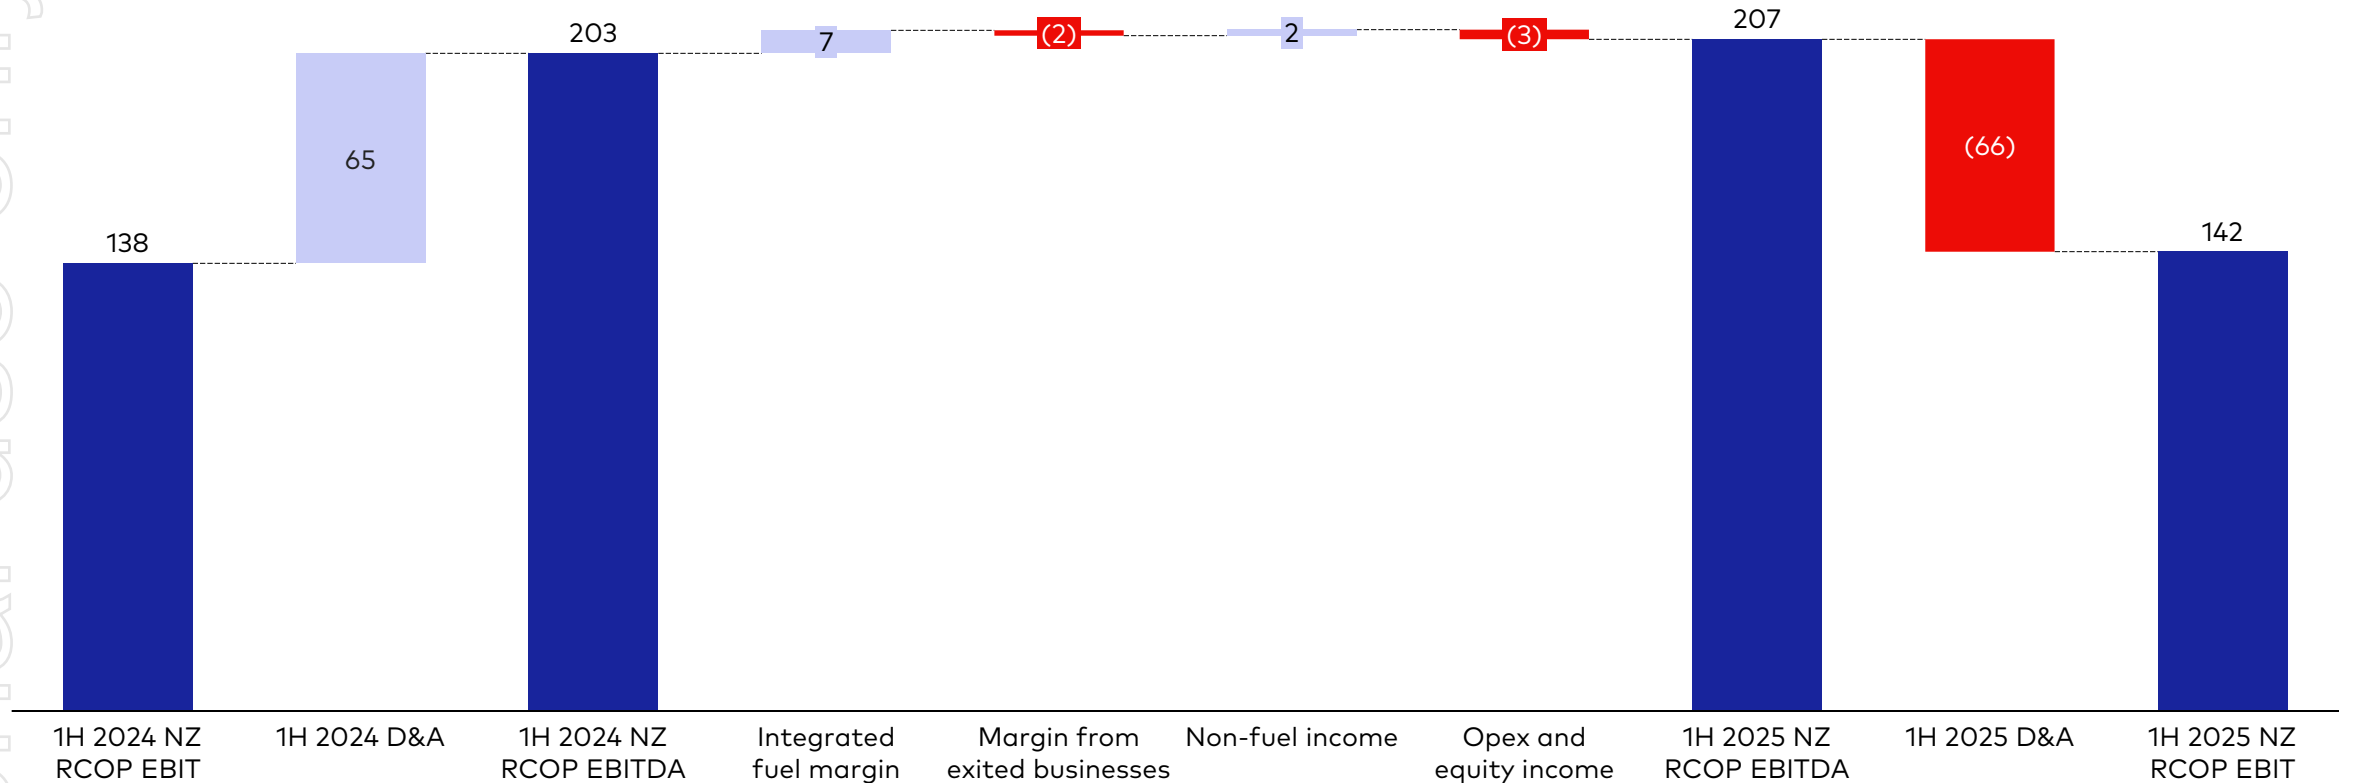 207
203
7
(2)
2
(3)
65
(66)
138
142
1H 2024 NZ
RCOP EBIT
1H 2024 D&A
1H 2024 NZ
RCOP EBITDA
Integrated
fuel margin
Margin from
exited businesses
Non-fuel income
Opex and
equity income
1H 2025 NZ
RCOP EBITDA
1H 2025 D&A
1H 2025 NZ
RCOP EBIT